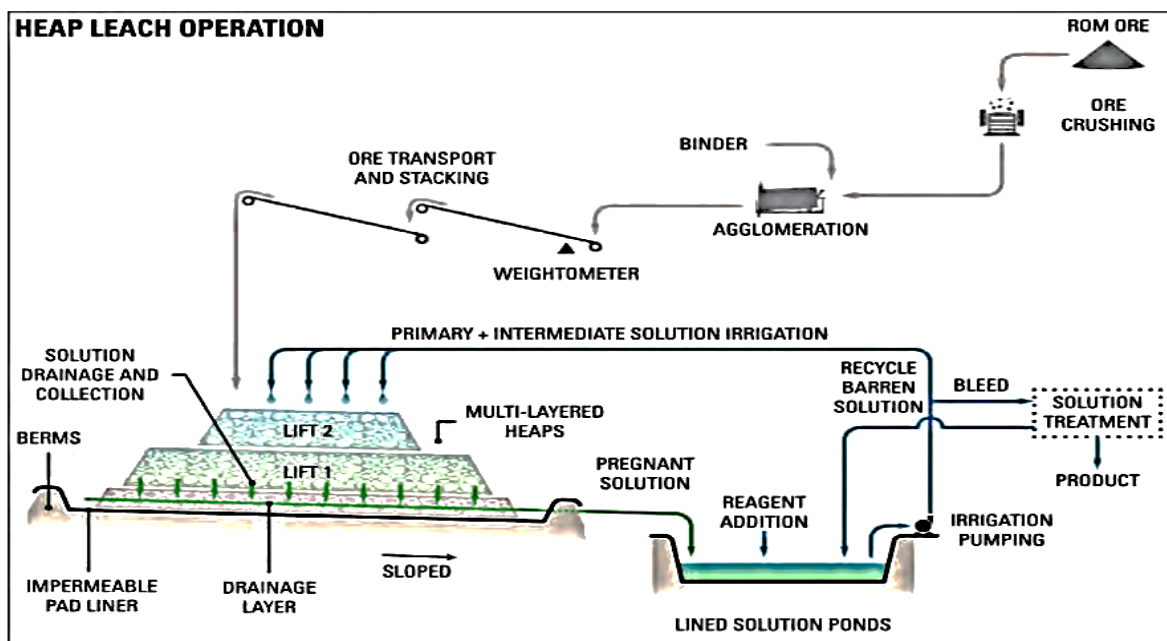 HEAP LEACH OPERATION
ROM ORE
ORE
CRUSHING
BINDER
AGGLOMERATION
ORE TRANSPORT
AND STACKING
WEIGHTOMETER
PRIMARY + INTERMEDIATE SOLUTION IRRIGATION
SOLUTION
DRAINAGE AND
COLLECTION
RECYCLE
BARREN
SOLUTION
BLEED
SOLUTION
TREATMENT
MULTI-LAYERED
HEAPS
BERMS
LIFT 2
LIFT 1
PREGNANT
SOLUTION
PRODUCT
REAGENT
ADDITION
IRRIGATION
PUMPING
SLOPED
IMPERMEABLE
PAD LINER
DRAINAGE
LAYER
LINED SOLUTION PONDS